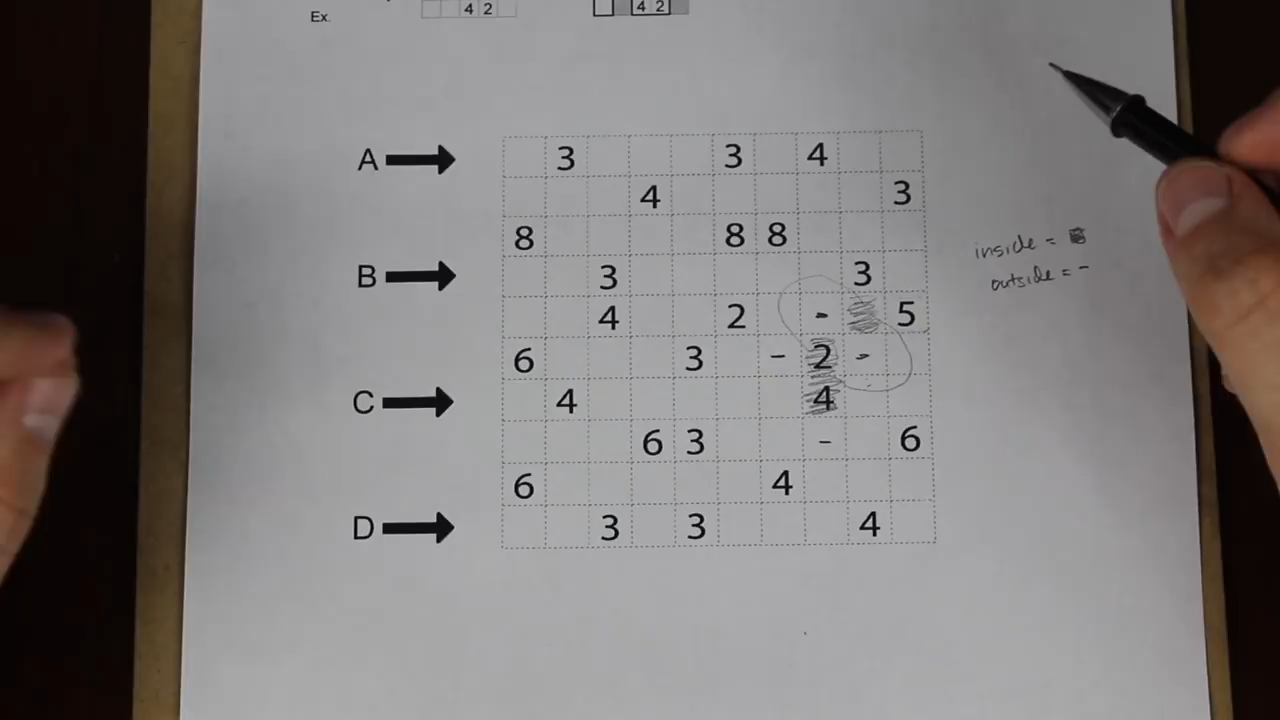 Ex. 4 2 4 2
A 3 3 4
4 3
8 8 8
inside =
B 3 3
outside = -
4 2 - 5
6 3 - 2 -
C 4 4
6 3 - 6
6 4
D 3 3 4